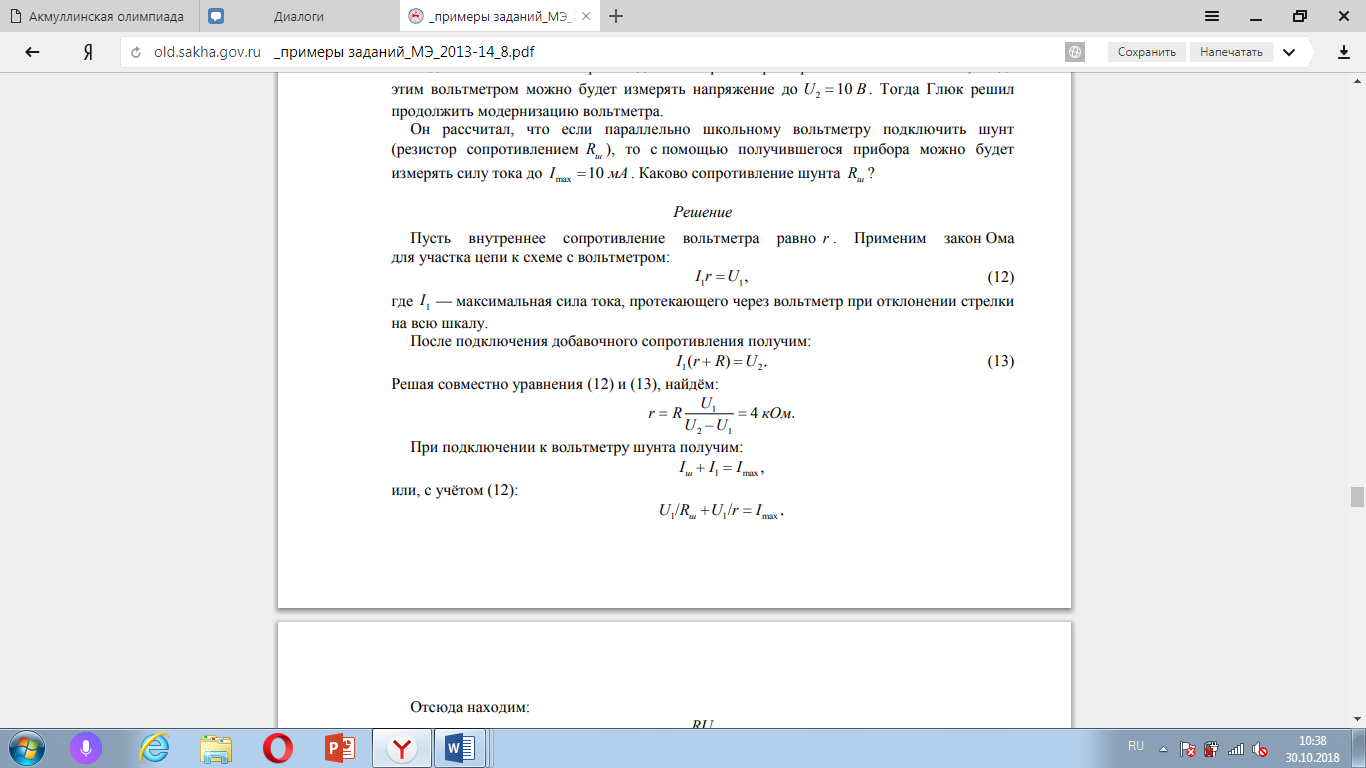 Акмуллинская олимпиада
Диалоги
_примеры заданий_МЭ_
old.sakha.gov.ru _примеры заданий_МЭ_2013-14_8.pdf
Сохранить
Напечатать
этим вольтметром можно будет измерять напряжение до U₂ = 10 В. Тогда Глюк решил
продолжить модернизацию вольтметра.
Он рассчитал, что если параллельно школьному вольтметру подключить шунт
(резистор сопротивлением Rш), то с помощью получившегося прибора можно будет
измерять силу тока до Imax = 10 мА. Каково сопротивление шунта Rш?
Решение
Пусть внутреннее сопротивление вольтметра равно r. Применим закон Ома
для участка цепи к схеме с вольтметром:
I₁r = U₁, (12)
где I₁ — максимальная сила тока, протекающего через вольтметр при отклонении стрелки
на всю шкалу.
После подключения добавочного сопротивления получим:
I₁(r + R) = U₂. (13)
Решая совместно уравнения (12) и (13), найдём:
r = R U₁/(U₂ − U₁) = 4 кОм.
При подключении к вольтметру шунта получим:
Iш + I₁ = Imax,
или, с учётом (12):
U₁/Rш + U₁/r = Imax.
Отсюда находим:
RU
RU
10:38
30.10.2018